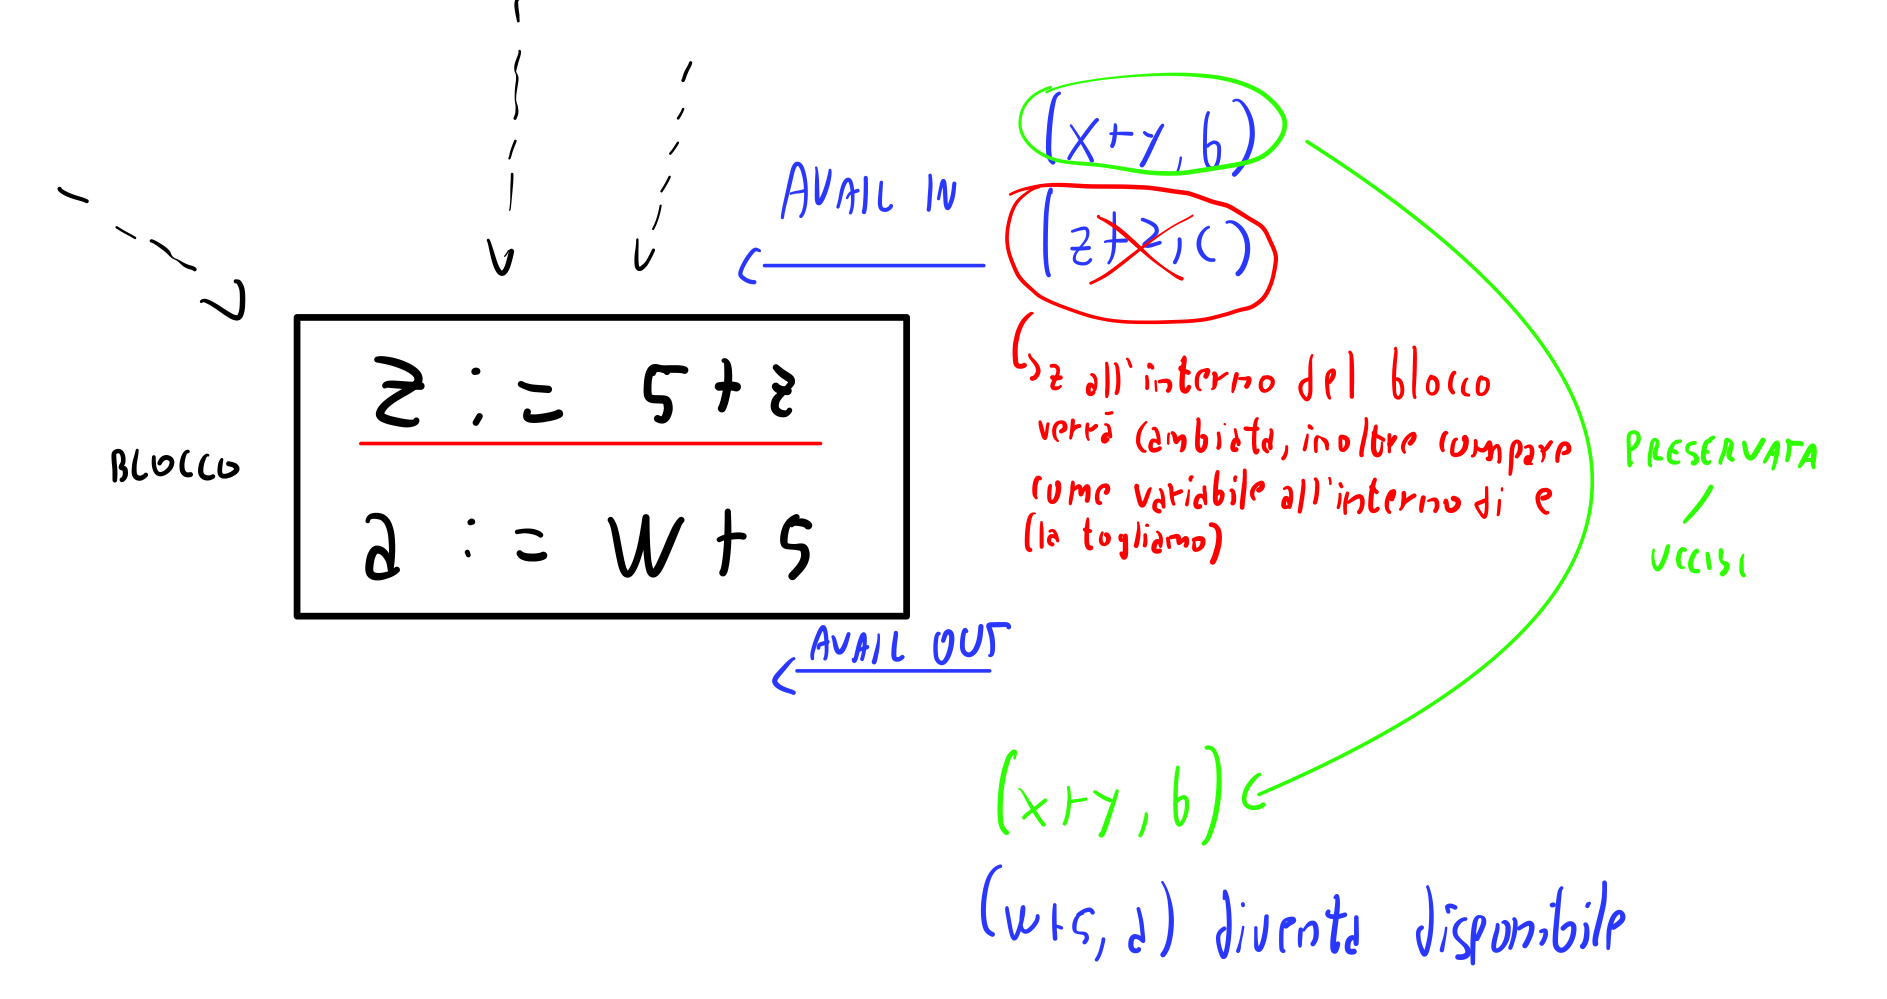 (x+y, b)
AVAIL IN
(z+2, c)
z := 5+z
z all'interno del blocco
verrà cambiata, inoltre compare
come variabile all'interno di e
(la togliamo)
BLOCCO
PRESERVATA
/
UCCISI
a := w+5
AVAIL OUT
(x+y, b)
(w+5, a) diventa disponibile